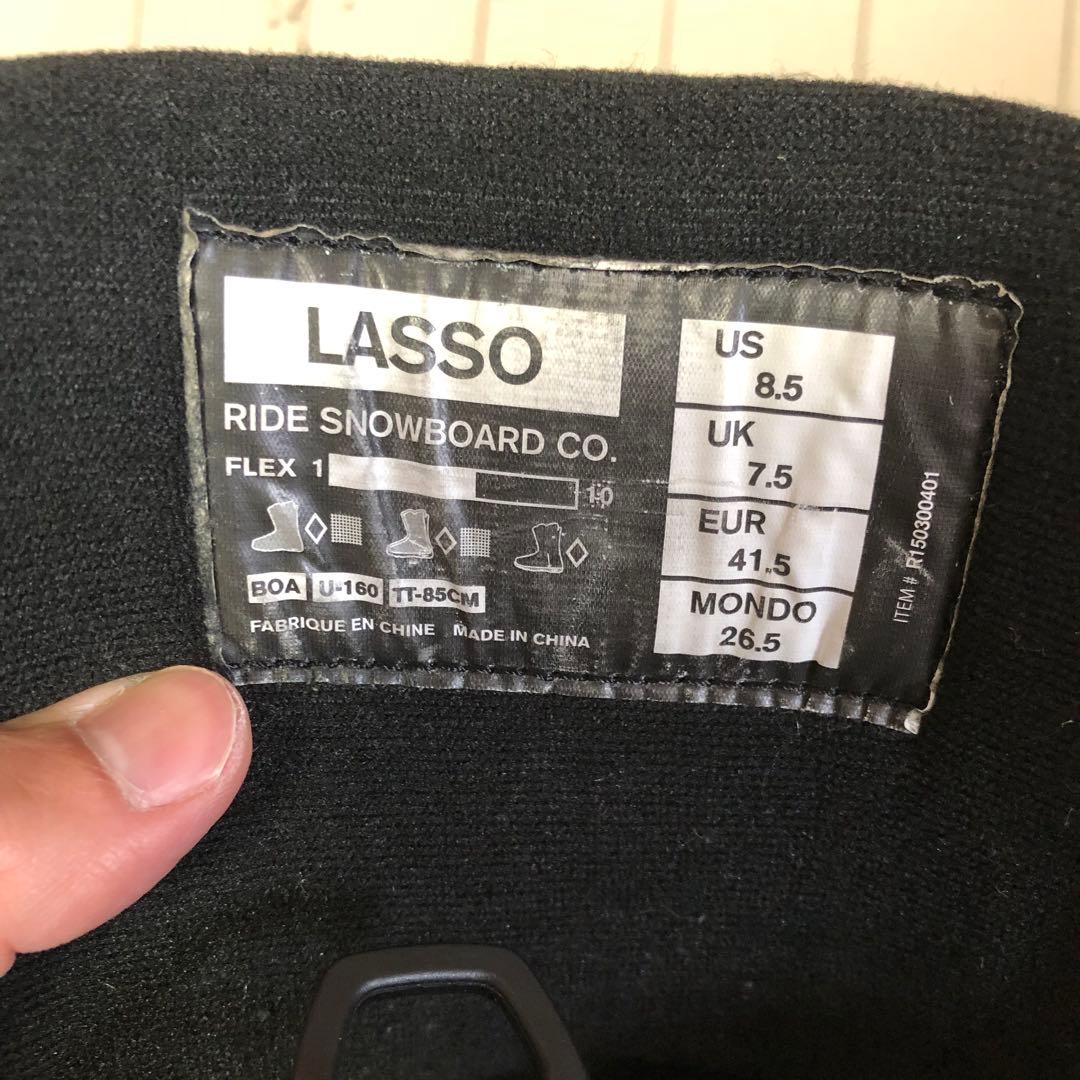 LASSO
RIDE SNOWBOARD CO.
FLEX 1 10
BOA U-160 TT-85CM
FABRIQUE EN CHINE MADE IN CHINA
US
8.5
UK
7.5
EUR
41.5
MONDO
26.5
ITEM # R150300401